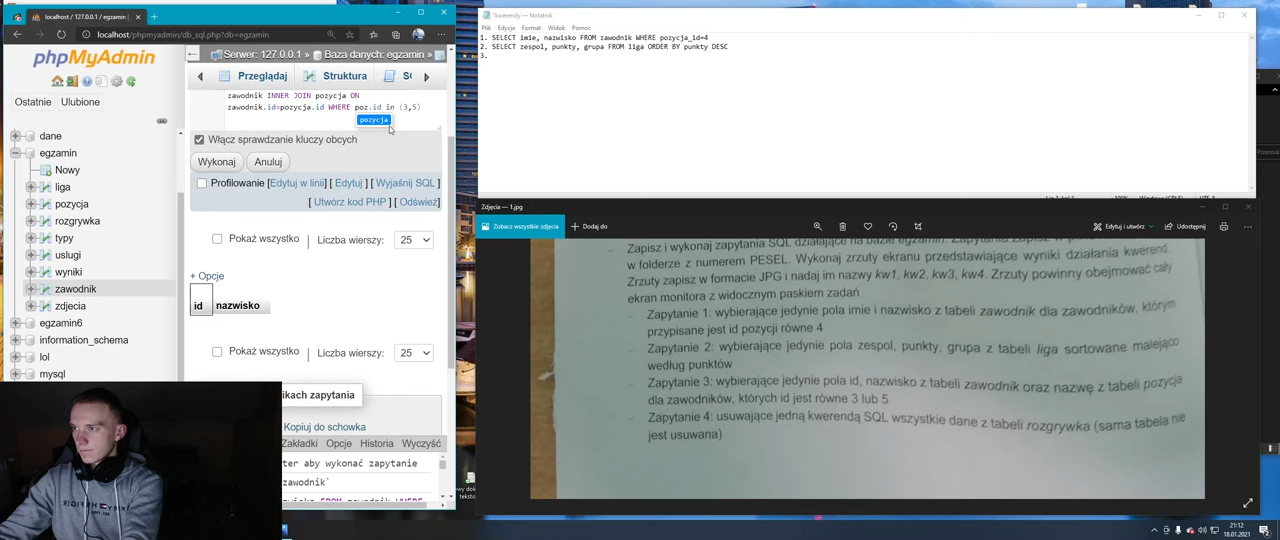 localhost / 127.0.0.1 / egzamin |
localhost/phpmyadmin/db_sql.php?db=egzamin
phpMyAdmin
Ostatnie
Ulubione
dane
egzamin
Nowy
liga
pozycja
rozgrywka
typy
uslugi
wyniki
zawodnik
zdjecia
egzamin6
information_schema
lol
mysql
Serwer: 127.0.0.1 » Baza danych: egzamin »
Przeglądaj
Struktura
zawodnik INNER JOIN pozycja ON
zawodnik.id=pozycja.id WHERE poz.id in (3,5)
pozycja
Włącz sprawdzanie kluczy obcych
Wykonaj
Anuluj
Profilowanie [Edytuj w linii] [ Edytuj ] [ Wyjaśnij SQL ]
[ Utwórz kod PHP ] [ Odśwież]
Pokaż wszystko | Liczba wierszy: 25
+ Opcje
id nazwisko
Pokaż wszystko | Liczba wierszy: 25
ikach zapytania
Kopiuj do schowka
Zakładki Opcje Historia Wyczyść
ter aby wykonać zapytanie
zawodnik`
*kwerendy — Notatnik
Plik Edycja Format Widok Pomoc
1. SELECT imie, nazwisko FROM zawodnik WHERE pozycja_id=4
2. SELECT zespol, punkty, grupa FROM liga ORDER BY punkty DESC
3.
Zdjęcia — 1.jpg
Zobacz wszystkie zdjęcia
Dodaj do
Edytuj i utwórz
Udostępnij
w folderze z numerem PESEL. Wykonaj zrzuty ekranu przedstawiające wyniki działania kwerend.
Zrzuty zapisz w formacie JPG i nadaj im nazwy kw1, kw2, kw3, kw4. Zrzuty powinny obejmować cały
ekran monitora z widocznym paskiem zadań
− Zapytanie 1: wybierające jedynie pola imie i nazwisko z tabeli zawodnik dla zawodników, którym
przypisane jest id pozycji równe 4
− Zapytanie 2: wybierające jedynie pola zespol, punkty, grupa z tabeli liga sortowane malejąco
według punktów
− Zapytanie 3: wybierające jedynie pola id, nazwisko z tabeli zawodnik oraz nazwę z tabeli pozycja
dla zawodników, których id jest równe 3 lub 5
− Zapytanie 4: usuwające jedną kwerendą SQL wszystkie dane z tabeli rozgrywka (sama tabela nie
jest usuwana)
21:12
18.01.2021